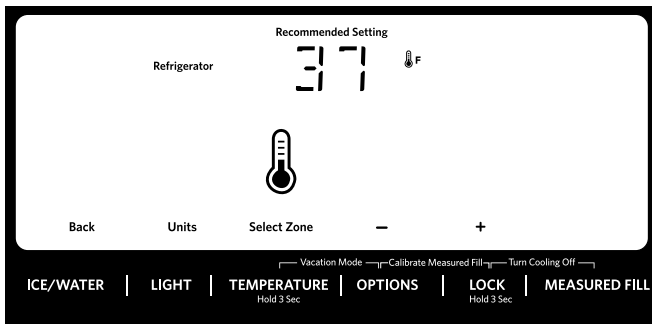 Recommended Setting
Refrigerator 37 F
Back Units Select Zone – +
Vacation Mode Calibrate Measured Fill Turn Cooling Off
ICE/WATER LIGHT TEMPERATURE OPTIONS LOCK MEASURED FILL
Hold 3 Sec Hold 3 Sec